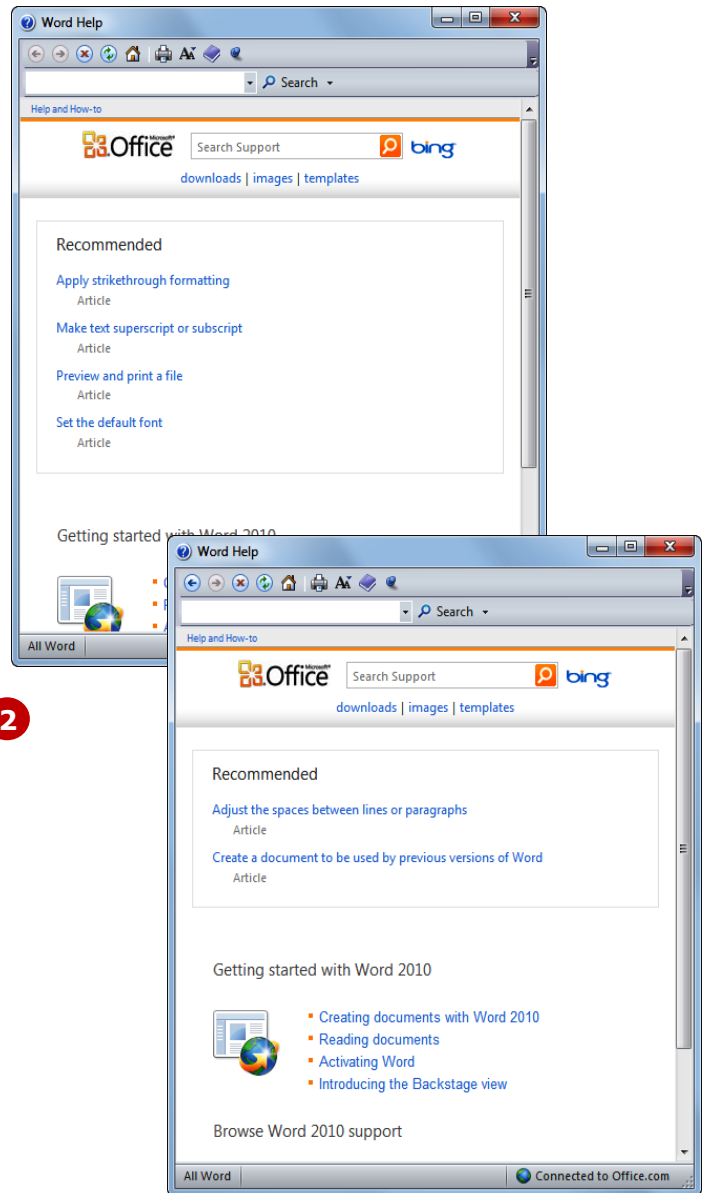 Word Help
Search
Help and How-to
Microsoft®
Office
Search Support
bing
downloads | images | templates
Recommended
Apply strikethrough formatting
Article
Make text superscript or subscript
Article
Preview and print a file
Article
Set the default font
Article
Getting started with Word 2010
All Word
2
Word Help
Search
Help and How-to
Microsoft®
Office
Search Support
bing
downloads | images | templates
Recommended
Adjust the spaces between lines or paragraphs
Article
Create a document to be used by previous versions of Word
Article
Getting started with Word 2010
Creating documents with Word 2010
Reading documents
Activating Word
Introducing the Backstage view
Browse Word 2010 support
All Word
Connected to Office.com